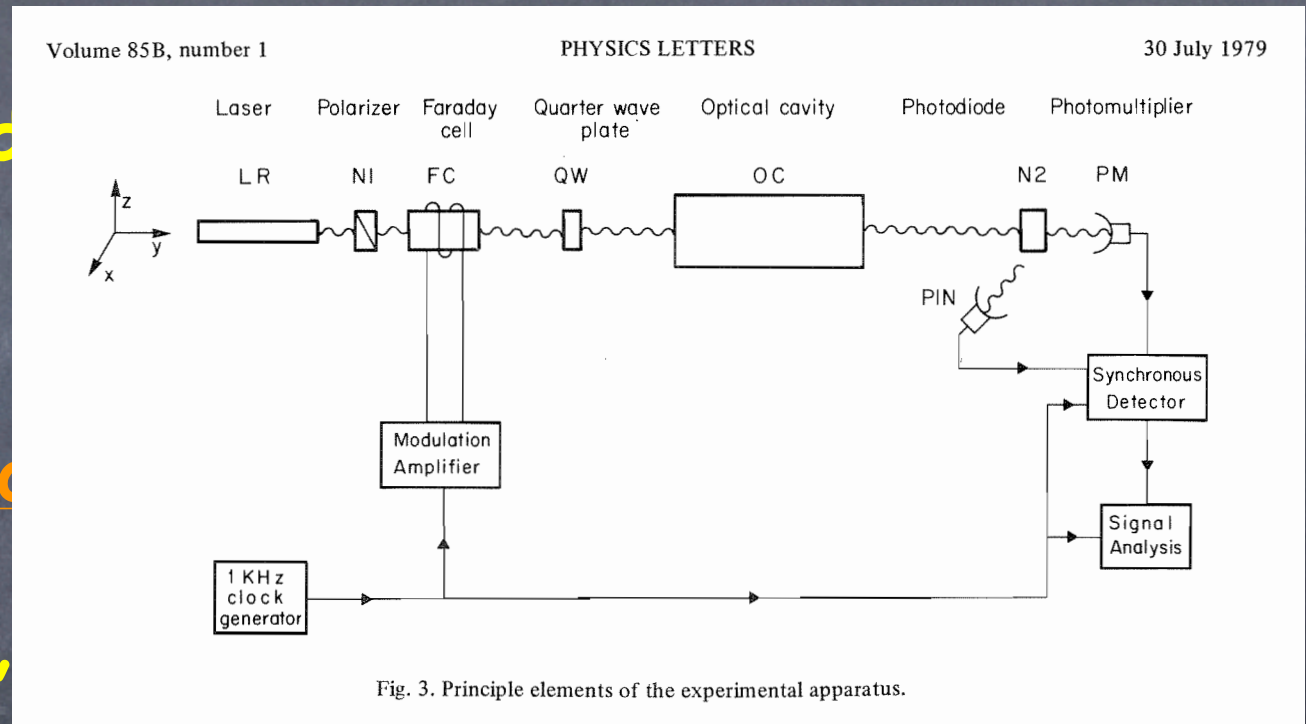 Volume 85B, number 1 PHYSICS LETTERS 30 July 1979
Laser Polarizer Faraday cell Quarter wave plate Optical cavity Photodiode Photomultiplier
LR N1 FC QW OC N2 PM
z
y
x
PIN
Synchronous
Detector
Modulation
Amplifier
Signal
Analysis
1 KHz
clock
generator
Fig. 3. Principle elements of the experimental apparatus.